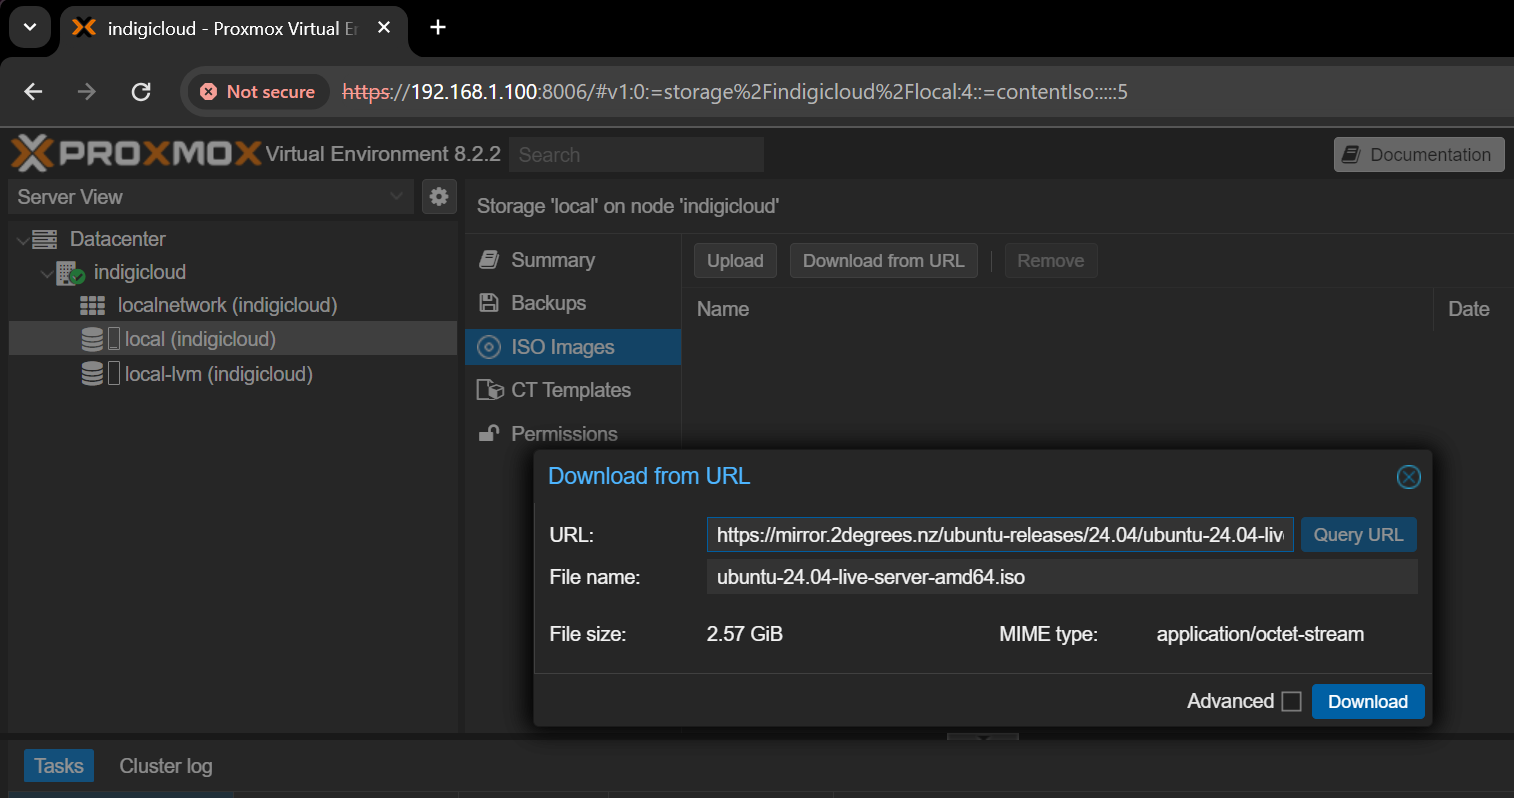 indigicloud - Proxmox Virtual Er
Not secure
https://192.168.1.100:8006/#v1:0:=storage%2Findigicloud%2Flocal:4::=contentIso:::::5
PROXMOX Virtual Environment 8.2.2
Search
Documentation
Server View
Storage 'local' on node 'indigicloud'
Datacenter
indigicloud
localnetwork (indigicloud)
local (indigicloud)
local-lvm (indigicloud)
Summary
Backups
ISO Images
CT Templates
Permissions
Upload
Download from URL
Remove
Name
Date
Download from URL
URL:
https://mirror.2degrees.nz/ubuntu-releases/24.04/ubuntu-24.04-liv
Query URL
File name:
ubuntu-24.04-live-server-amd64.iso
File size:
2.57 GiB
MIME type:
application/octet-stream
Advanced
Download
Tasks
Cluster log